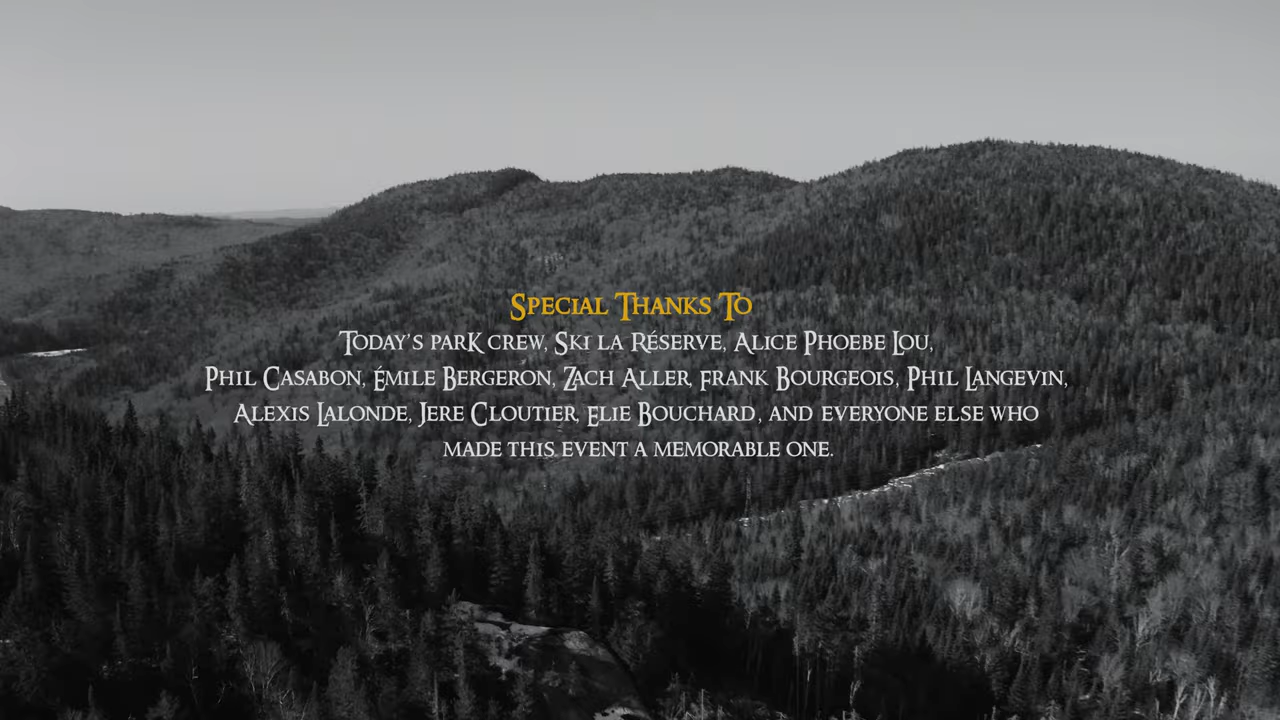 Special Thanks To
Today's park crew, Ski la Réserve, Alice Phoebe Lou,
Phil Casabon, Émile Bergeron, Zach Aller, Frank Bourgeois, Phil Langevin,
Alexis Lalonde, Jere Cloutier, Elie Bouchard, and everyone else who
made this event a memorable one.